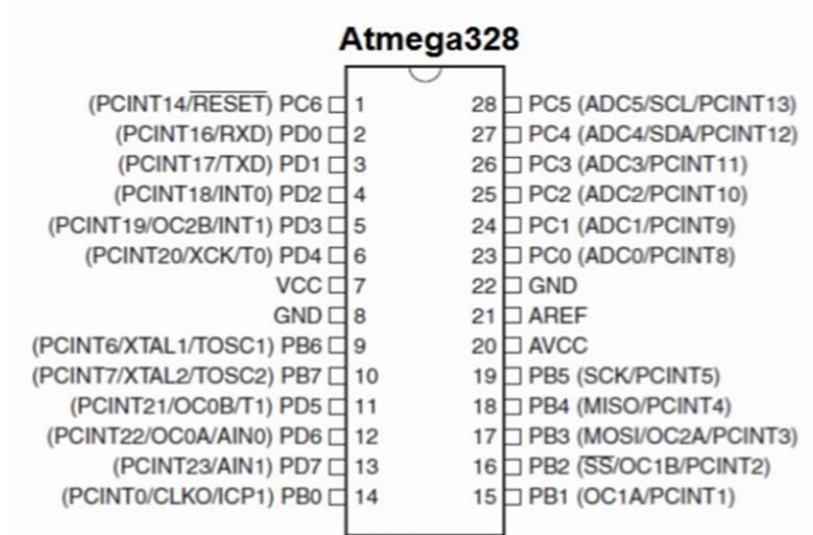 Atmega328
(PCINT14/RESET) PC6 1 28 PC5 (ADC5/SCL/PCINT13)
(PCINT16/RXD) PD0 2 27 PC4 (ADC4/SDA/PCINT12)
(PCINT17/TXD) PD1 3 26 PC3 (ADC3/PCINT11)
(PCINT18/INT0) PD2 4 25 PC2 (ADC2/PCINT10)
(PCINT19/OC2B/INT1) PD3 5 24 PC1 (ADC1/PCINT9)
(PCINT20/XCK/T0) PD4 6 23 PC0 (ADC0/PCINT8)
VCC 7 22 GND
GND 8 21 AREF
(PCINT6/XTAL1/TOSC1) PB6 9 20 AVCC
(PCINT7/XTAL2/TOSC2) PB7 10 19 PB5 (SCK/PCINT5)
(PCINT21/OC0B/T1) PD5 11 18 PB4 (MISO/PCINT4)
(PCINT22/OC0A/AIN0) PD6 12 17 PB3 (MOSI/OC2A/PCINT3)
(PCINT23/AIN1) PD7 13 16 PB2 (SS/OC1B/PCINT2)
(PCINT0/CLKO/ICP1) PB0 14 15 PB1 (OC1A/PCINT1)